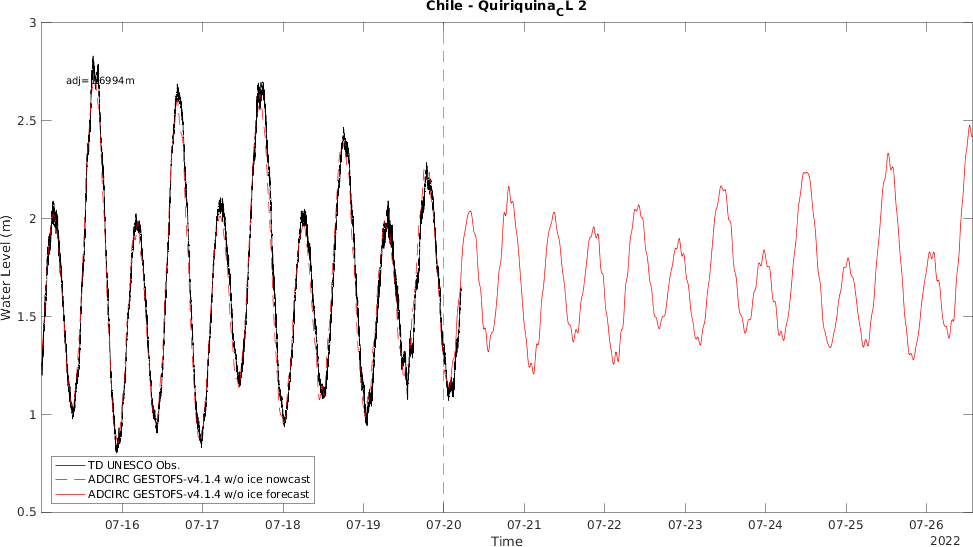 Chile - QuiriquinaCL 2
Water Level (m)
3
2.5
2
1.5
1
0.5
adj=
6994m
TD UNESCO Obs.
ADCIRC GESTOFS-v4.1.4 w/o ice nowcast
ADCIRC GESTOFS-v4.1.4 w/o ice forecast
07-16 07-17 07-18 07-19 07-20 07-21 07-22 07-23 07-24 07-25 07-26
Time
2022